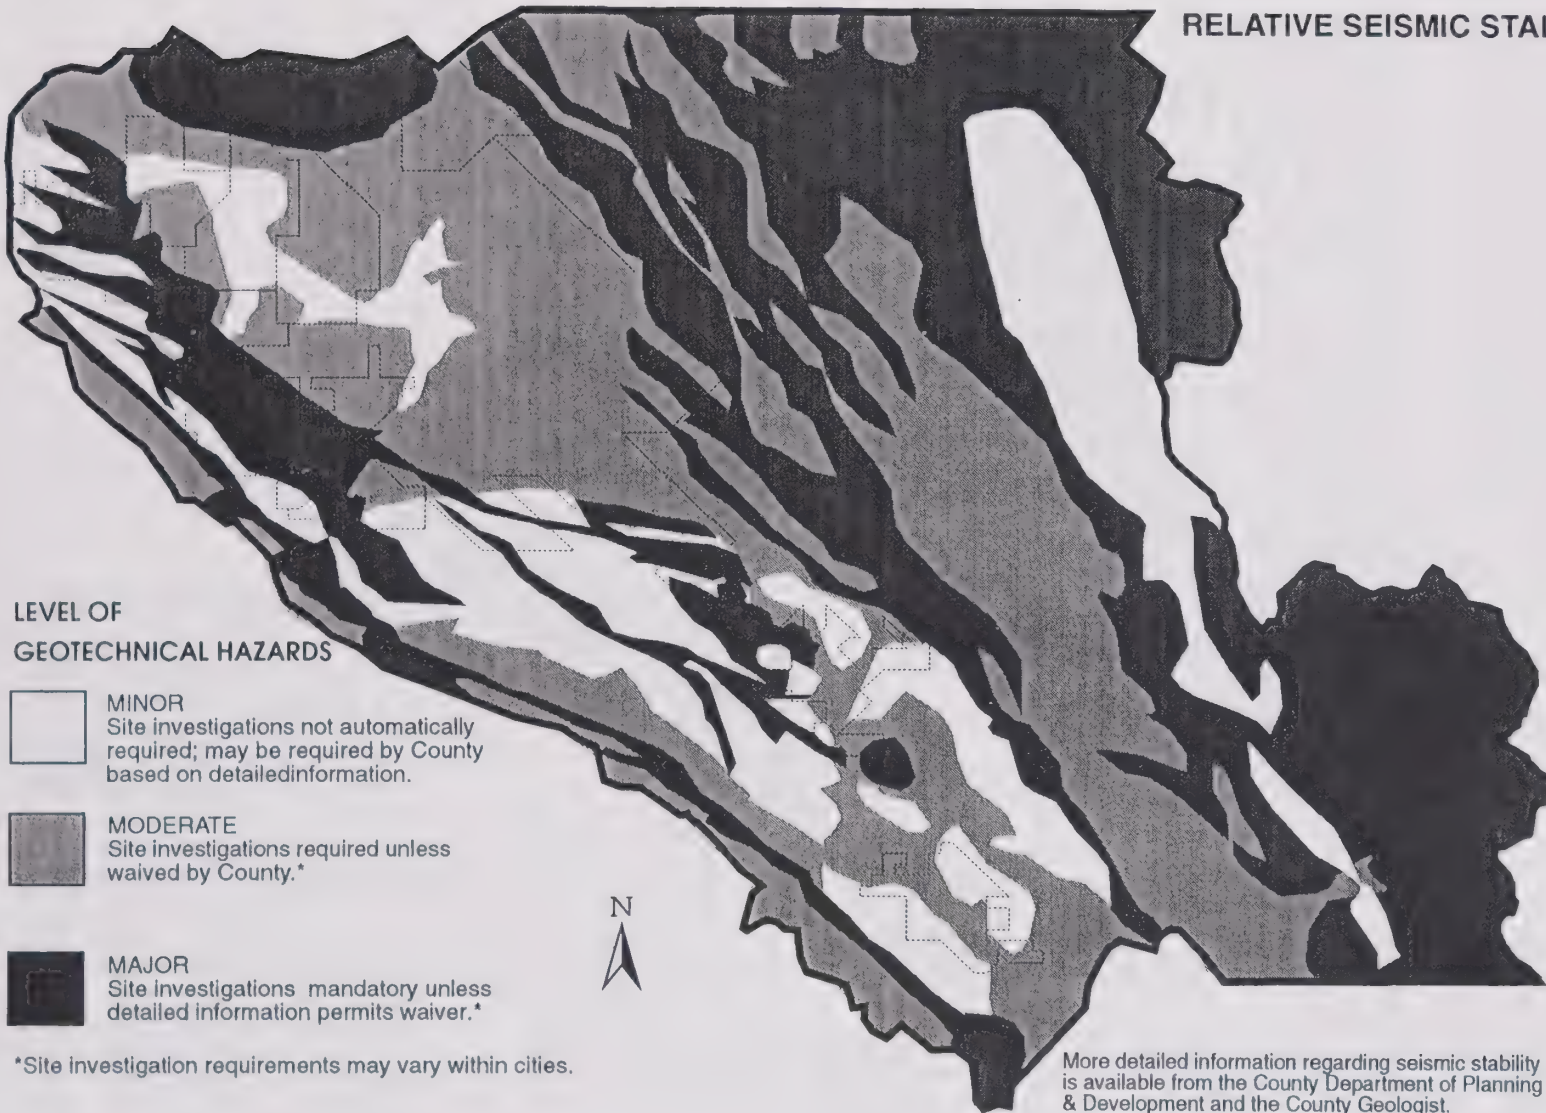 RELATIVE SEISMIC
LEVEL OF
GEOTECHNICAL HAZARDS
MINOR
Site investigations not automatically
required; may be required by County
based on detailedinformation.
MODERATE
Site investigations required unless
waived by County.*
MAJOR
Site investigations mandatory unless
detailed information permits waiver.*
*Site investigation requirements may vary within cities.
N
More detailed information regarding seismic stability
is available from the County Department of Planning
& Development and the County Geologist.